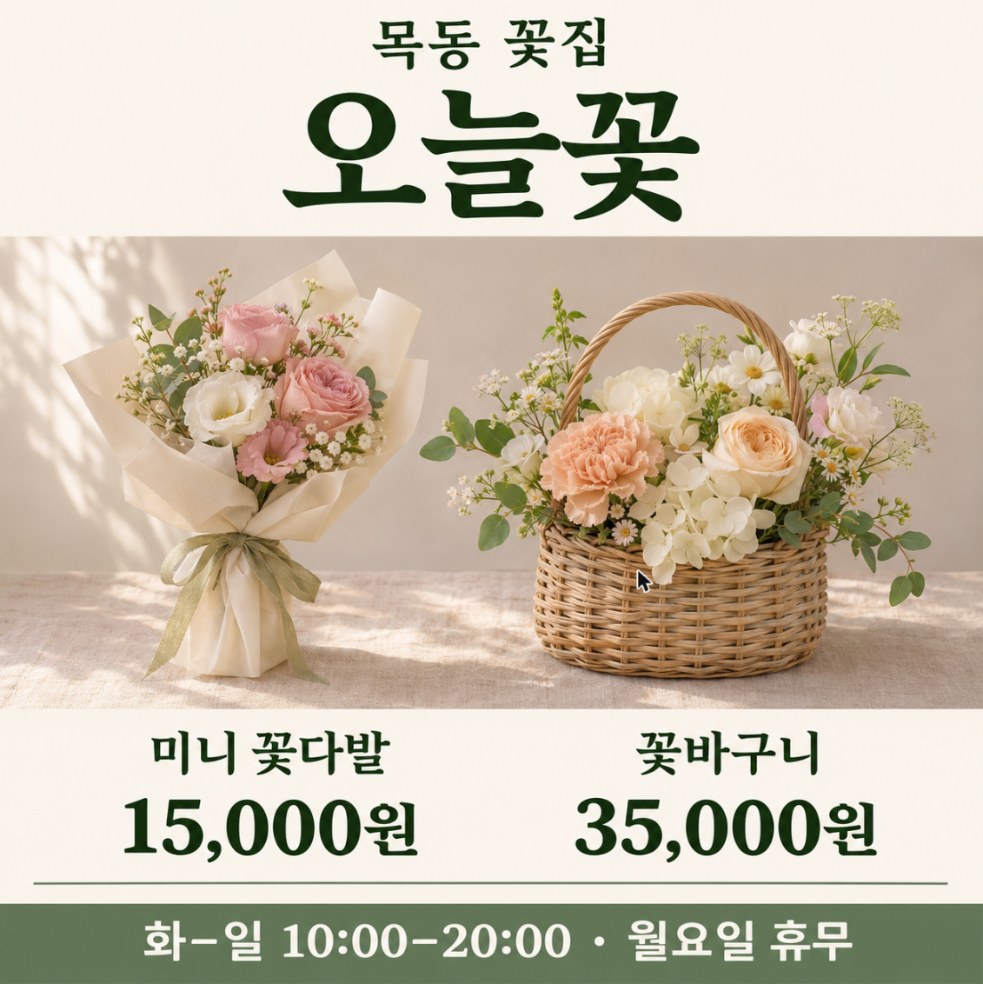 목동 꽃집
오늘꽃
미니 꽃다발
15,000원
꽃바구니
35,000원
화–일 10:00–20:00 · 월요일 휴무